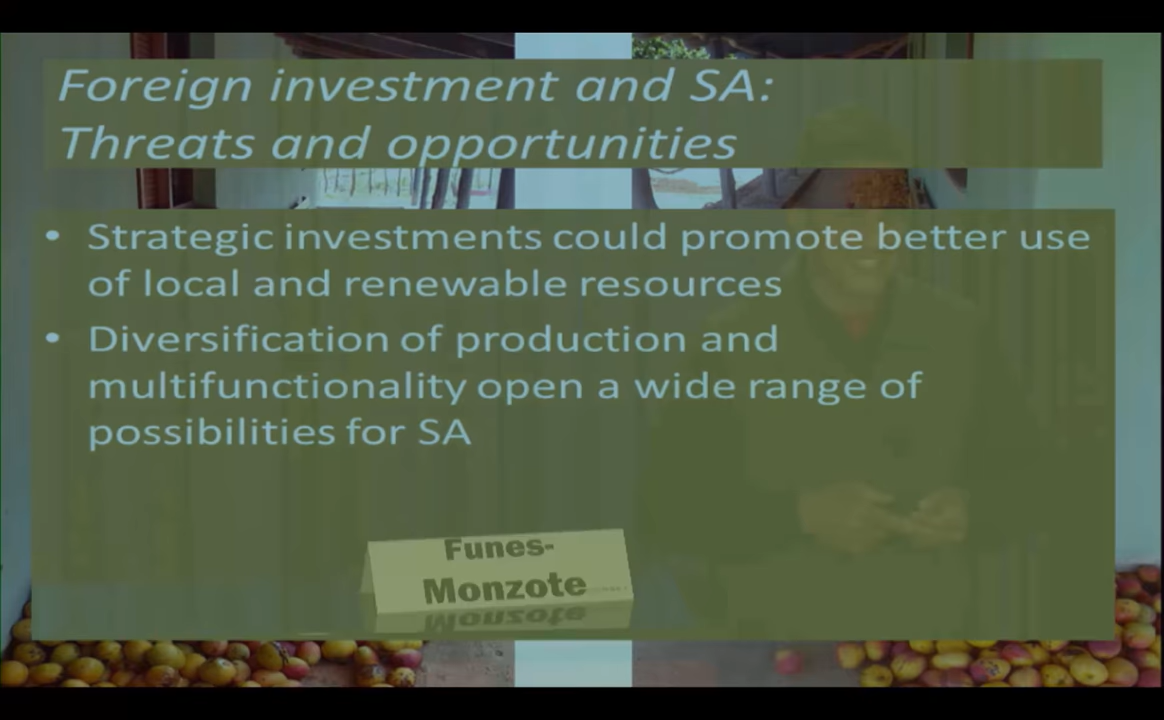 Foreign investment and SA:
Threats and opportunities
• Strategic investments could promote better use
of local and renewable resources
• Diversification of production and
multifunctionality open a wide range of
possibilities for SA
Funes-
Monzote